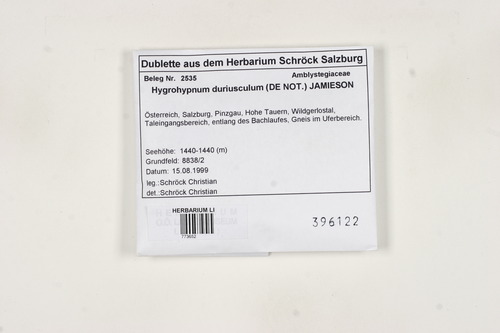 Dublette aus dem Herbarium Schröck Salzburg
Beleg Nr. 2535 Amblystegiaceae
Hygrohypnum duriusculum (DE NOT.) JAMIESON
Österreich, Salzburg, Pinzgau, Hohe Tauern, Wildgerlostal,
Taleingangsbereich, entlang des Bachlaufes, Gneis im Uferbereich.
Seehöhe: 1440-1440 (m)
Grundfeld: 8838/2
Datum: 15.08.1999
leg.:Schröck Christian
det.:Schröck Christian
HERBARIUM LI
773652
396122